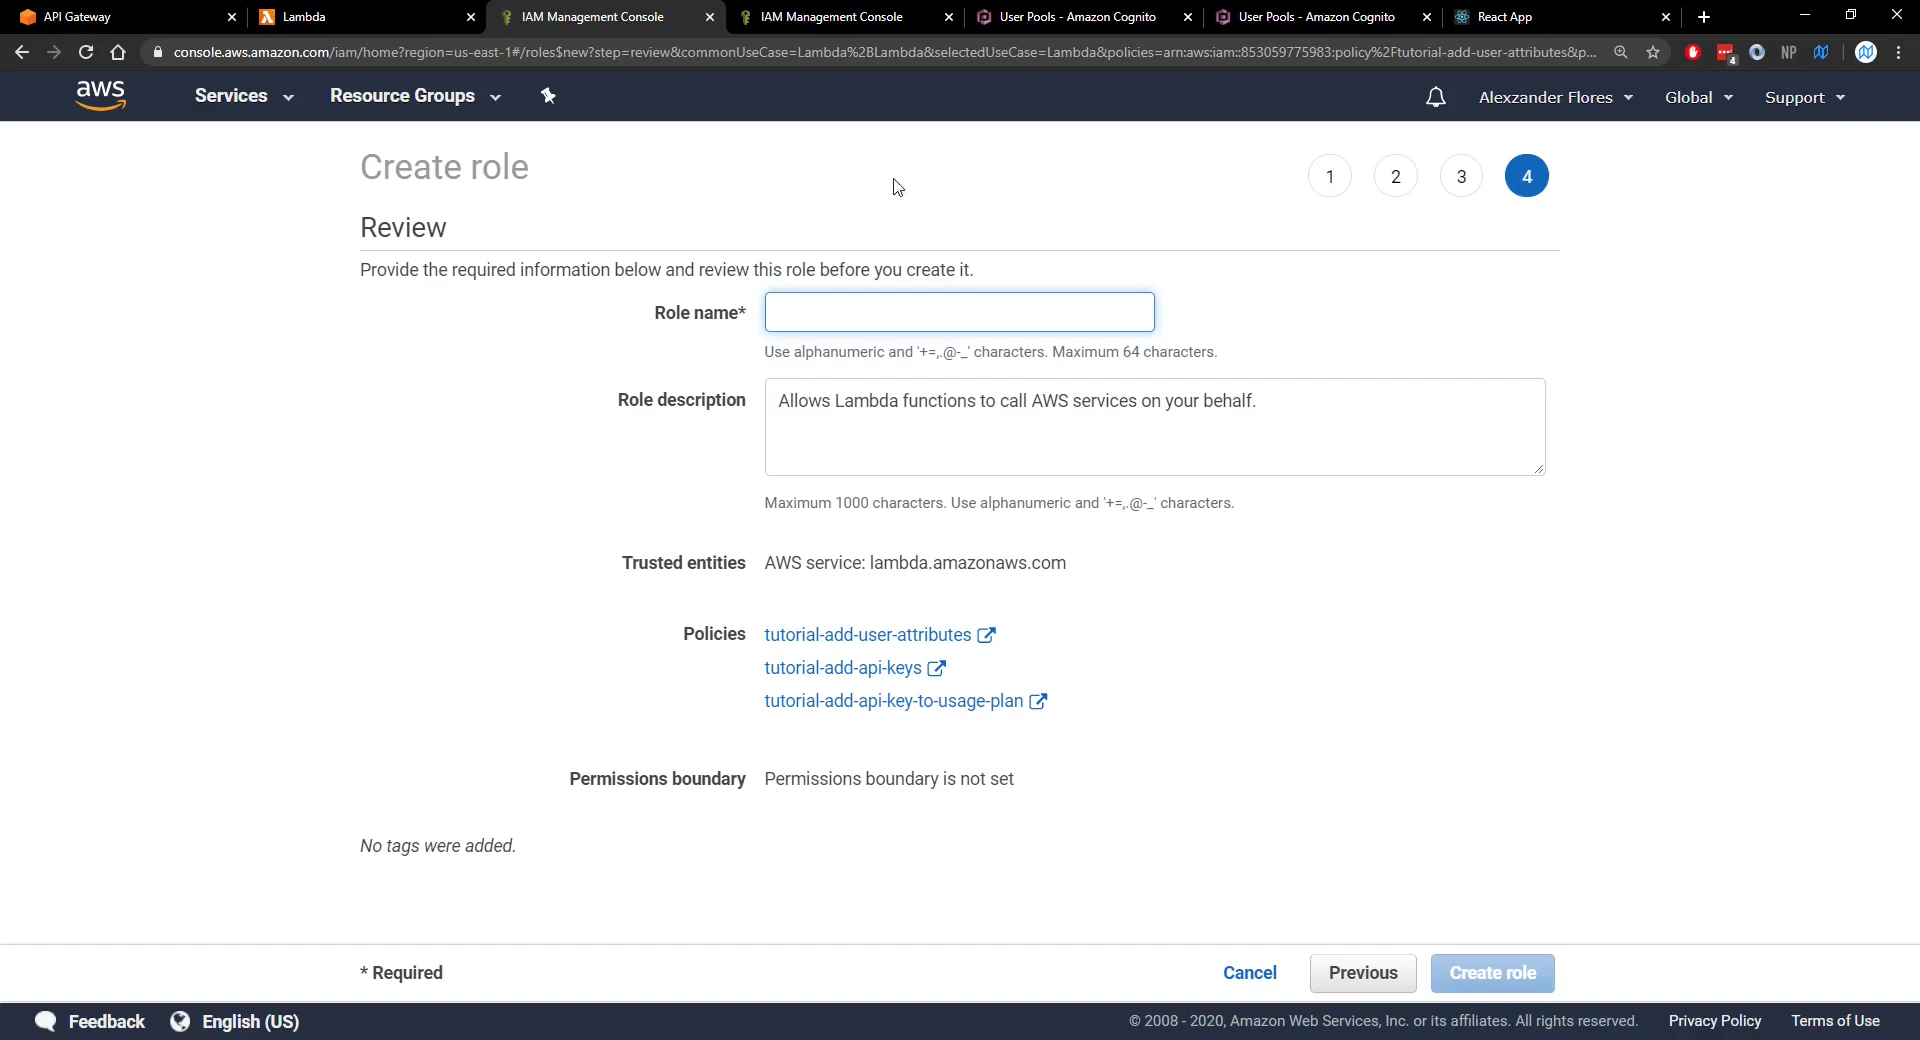 API Gateway
Lambda
IAM Management Console
IAM Management Console
User Pools - Amazon Cognito
User Pools - Amazon Cognito
React App
console.aws.amazon.com/iam/home?region=us-east-1#/roles$new?step=review&commonUseCase=Lambda%2BLambda&selectedUseCase=Lambda&policies=arn:aws:iam::853059775983:policy%2Ftutorial-add-user-attributes&p...
4
NP
aws
Services
Resource Groups
Alexzander Flores
Global
Support
Create role
1
2
3
4
Review
Provide the required information below and review this role before you create it.
Role name*
Use alphanumeric and '+=,.@-_' characters. Maximum 64 characters.
Role description
Allows Lambda functions to call AWS services on your behalf.
Maximum 1000 characters. Use alphanumeric and '+=,.@-_' characters.
Trusted entities
AWS service: lambda.amazonaws.com
Policies
tutorial-add-user-attributes
tutorial-add-api-keys
tutorial-add-api-key-to-usage-plan
Permissions boundary
Permissions boundary is not set
No tags were added.
* Required
Cancel
Previous
Create role
Feedback
English (US)
© 2008 - 2020, Amazon Web Services, Inc. or its affiliates. All rights reserved.
Privacy Policy
Terms of Use